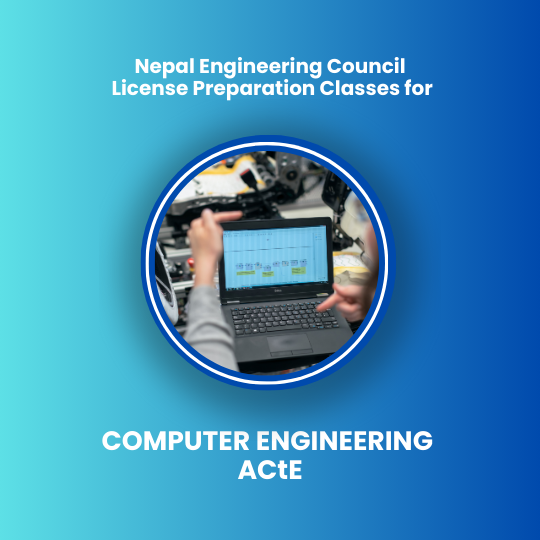 Nepal Engineering Council
License Preparation Classes for
COMPUTER ENGINEERING
ACtE